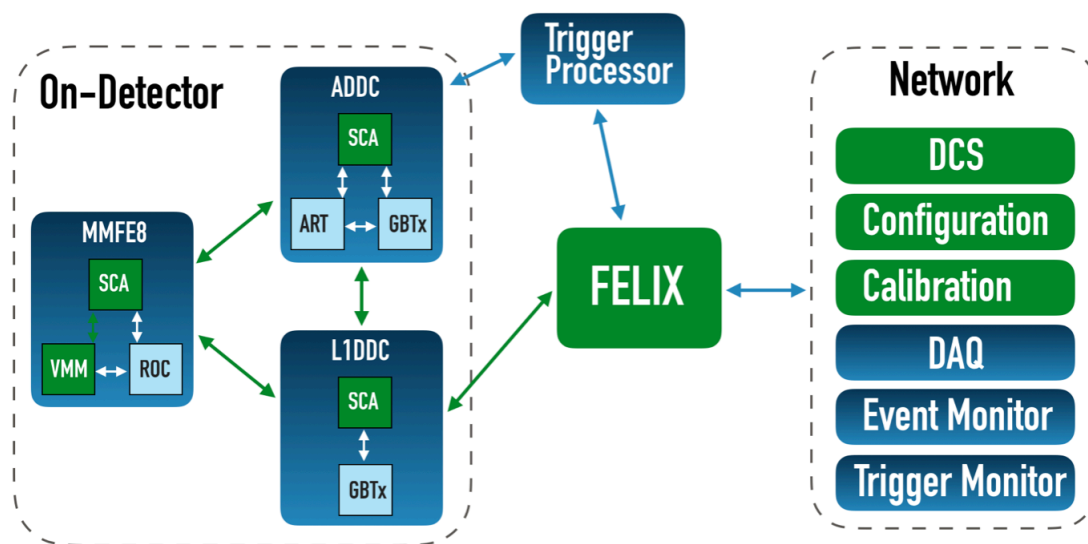 On-Detector
MMFE8
SCA
VMM
ROC
ADDC
SCA
ART
GBTx
L1DDC
SCA
GBTx
Trigger
Processor
FELIX
Network
DCS
Configuration
Calibration
DAQ
Event Monitor
Trigger Monitor